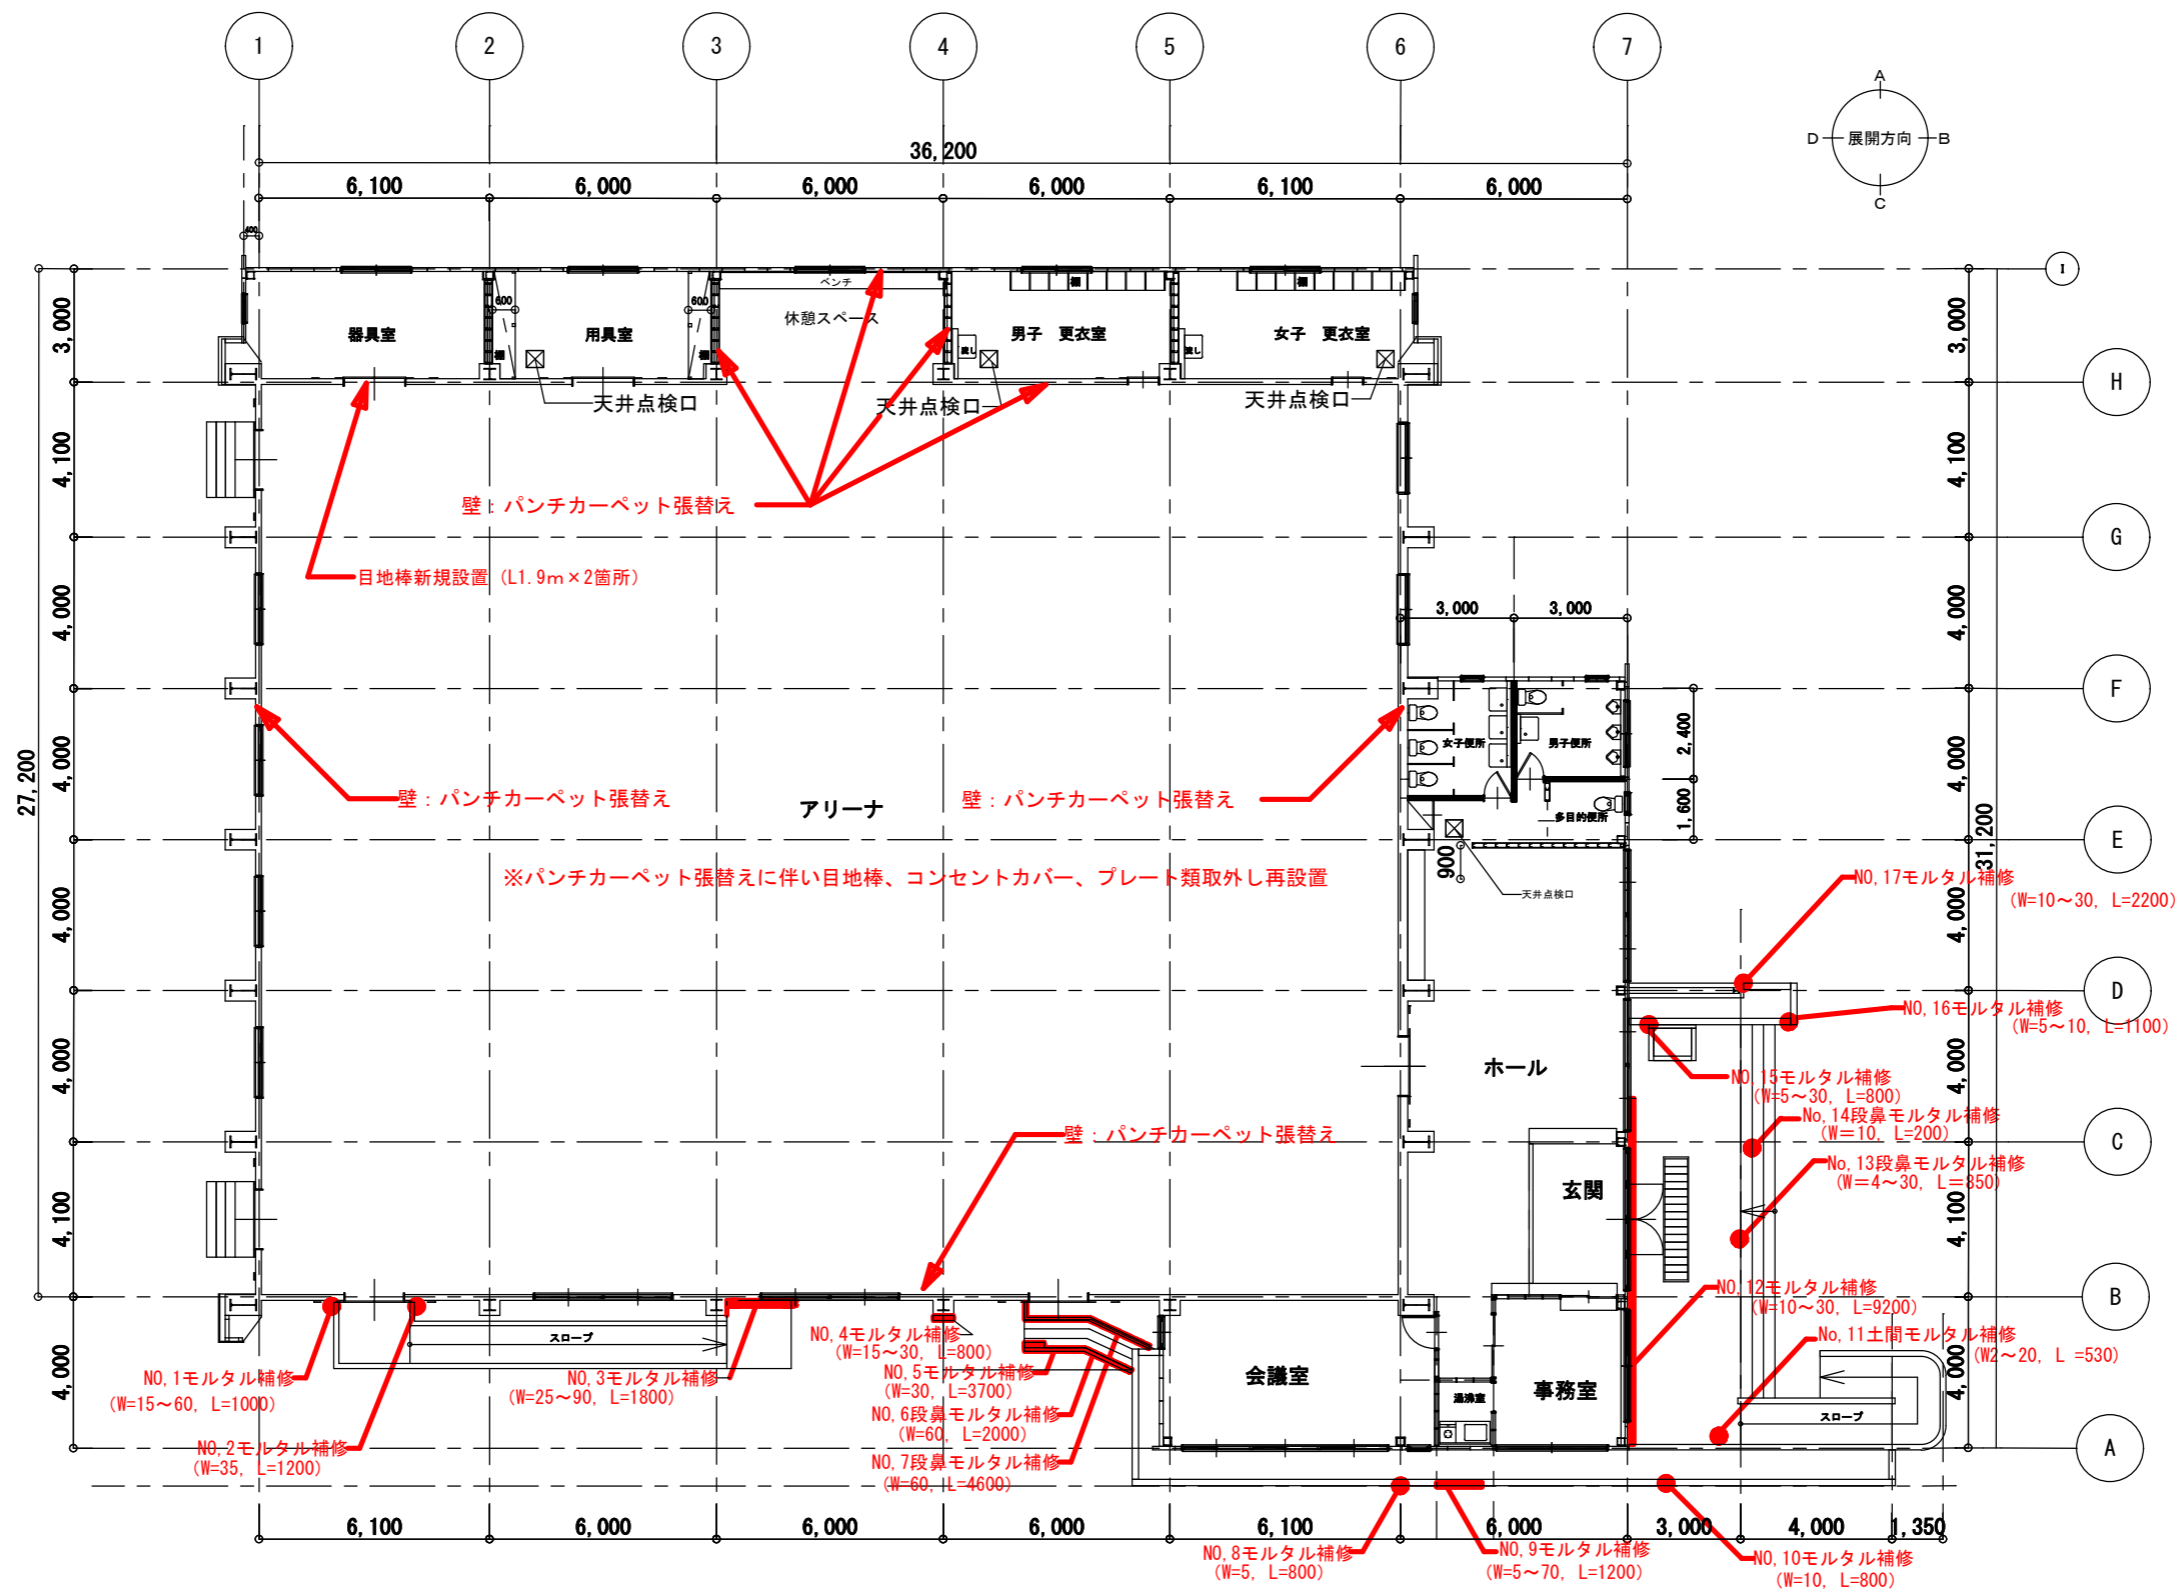 1
2
3
4
5
6
7
A
D
展開方向
B
C
36,200
6,100
6,000
6,000
6,000
6,100
6,000
400
I
3,000
3,000
ベンチ
棚
棚
600
600
休憩スペース
器具室
用具室
男子　更衣室
女子　更衣室
棚
棚
流し
流し
H
天井点検口
天井点検口
天井点検口
4,100
4,100
壁：パンチカーペット張替え
G
目地棒新規設置（L1.9m×2箇所）
4,000
4,000
3,000
3,000
F
女子便所
男子便所
2,400
27,200
4,000
4,000
壁：パンチカーペット張替え
アリーナ
壁：パンチカーペット張替え
多目的便所
1,600
E
31,200
900
※パンチカーペット張替えに伴い目地棒、コンセントカバー、プレート類取外し再設置
天井点検口
NO,17モルタル補修
(W=10～30, L=2200)
4,000
4,000
D
NO,16モルタル補修
(W=5～10, L=1100)
4,000
4,000
ホール
NO,15モルタル補修
(W=5～30, L=800)
No,14段鼻モルタル補修
(W＝10, L=200)
壁：パンチカーペット張替え
C
No,13段鼻モルタル補修
(W＝4～30, L=850)
玄関
4,100
4,100
NO,12モルタル補修
(W=10～30, L=9200)
B
スロープ
NO,4モルタル補修
(W=15～30, L=800)
No,11土間モルタル補修
(W2～20, L =530)
NO,1モルタル補修
(W=15～60, L=1000)
NO,3モルタル補修
(W=25～90, L=1800)
NO,5モルタル補修
(W=30, L=3700)
会議室
湯沸室
事務室
4,000
4,000
NO,6段鼻モルタル補修
(W=60, L=2000)
スロープ
NO,2モルタル補修
(W=35, L=1200)
NO,7段鼻モルタル補修
(W=60, L=4600)
A
6,100
6,000
6,000
6,000
6,100
6,000
3,000
4,000
1,350
NO,8モルタル補修
(W=5, L=800)
NO,9モルタル補修
(W=5～70, L=1200)
NO,10モルタル補修
(W=10, L=800)